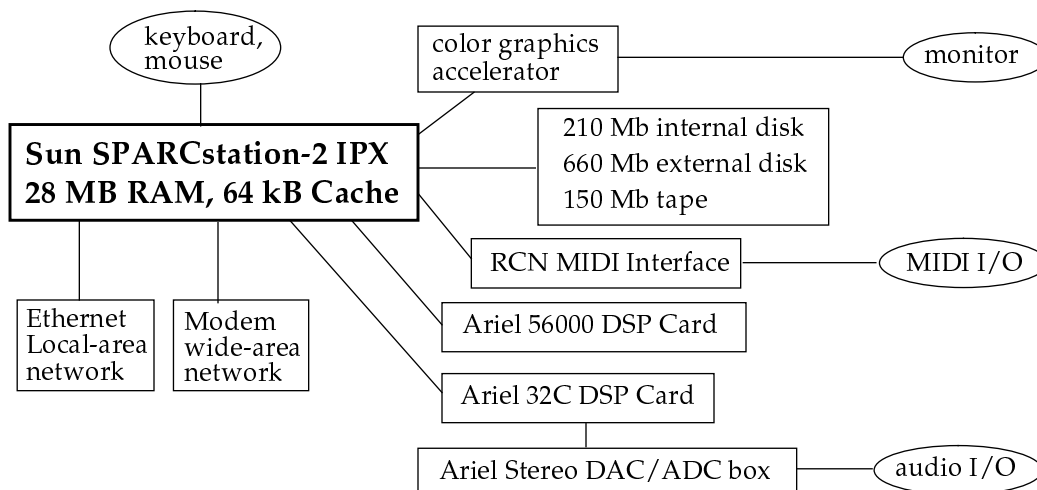 keyboard,
mouse
color graphics
accelerator
monitor
Sun SPARCstation-2 IPX
28 MB RAM, 64 kB Cache
210 Mb internal disk
660 Mb external disk
150 Mb tape
RCN MIDI Interface
MIDI I/O
Ethernet
Local-area
network
Modem
wide-area
network
Ariel 56000 DSP Card
Ariel 32C DSP Card
Ariel Stereo DAC/ADC box
audio I/O